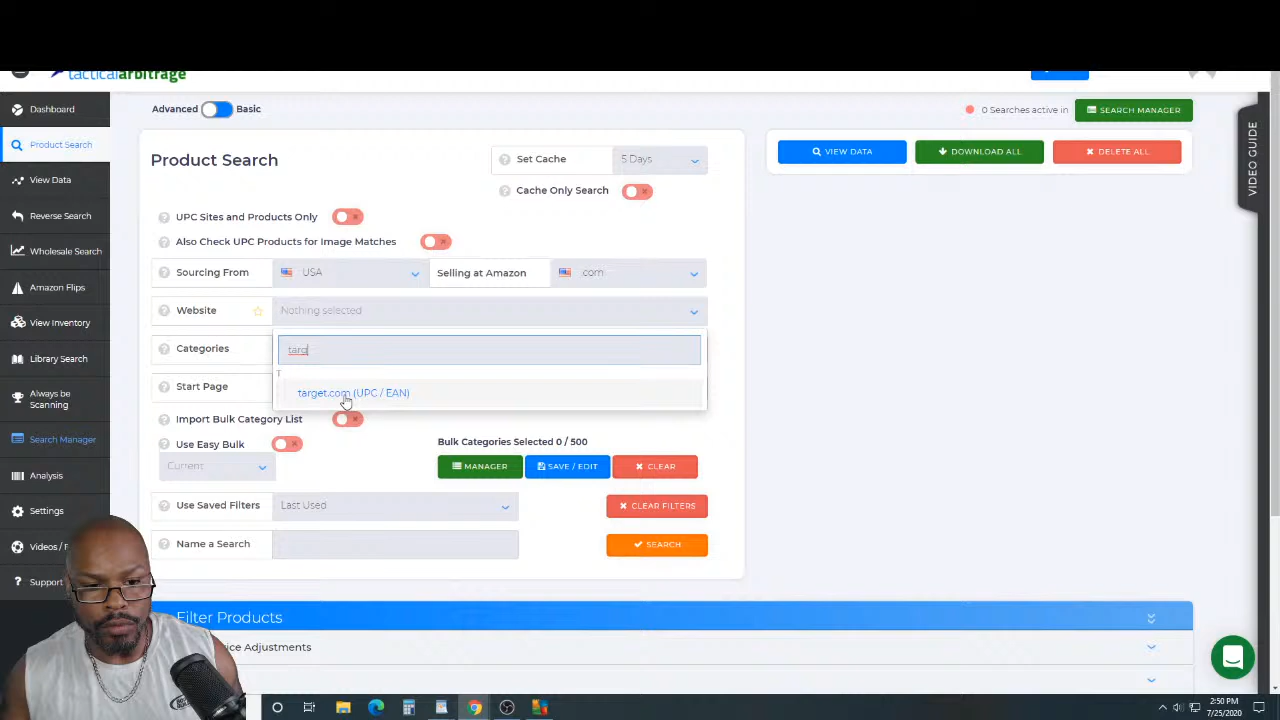 tacticalarbitrage
Advanced Basic
0 Searches active in SEARCH MANAGER
Dashboard
Product Search
View Data
Reverse Search
Wholesale Search
Amazon Flips
View Inventory
Library Search
Always be
Scanning
Search Manager
Analysis
Settings
Videos /
Support
Product Search
Set Cache 5 Days
Cache Only Search
UPC Sites and Products Only
Also Check UPC Products for Image Matches
Sourcing From USA Selling at Amazon .com
Website Nothing selected
Categories targ
T
target.com (UPC / EAN)
Start Page
Import Bulk Category List
Use Easy Bulk Bulk Categories Selected 0 / 500
Current MANAGER SAVE / EDIT CLEAR
Use Saved Filters Last Used CLEAR FILTERS
Name a Search SEARCH
VIEW DATA DOWNLOAD ALL DELETE ALL
VIDEO GUIDE
Filter Products
ice Adjustments
2:50 PM
7/25/2020